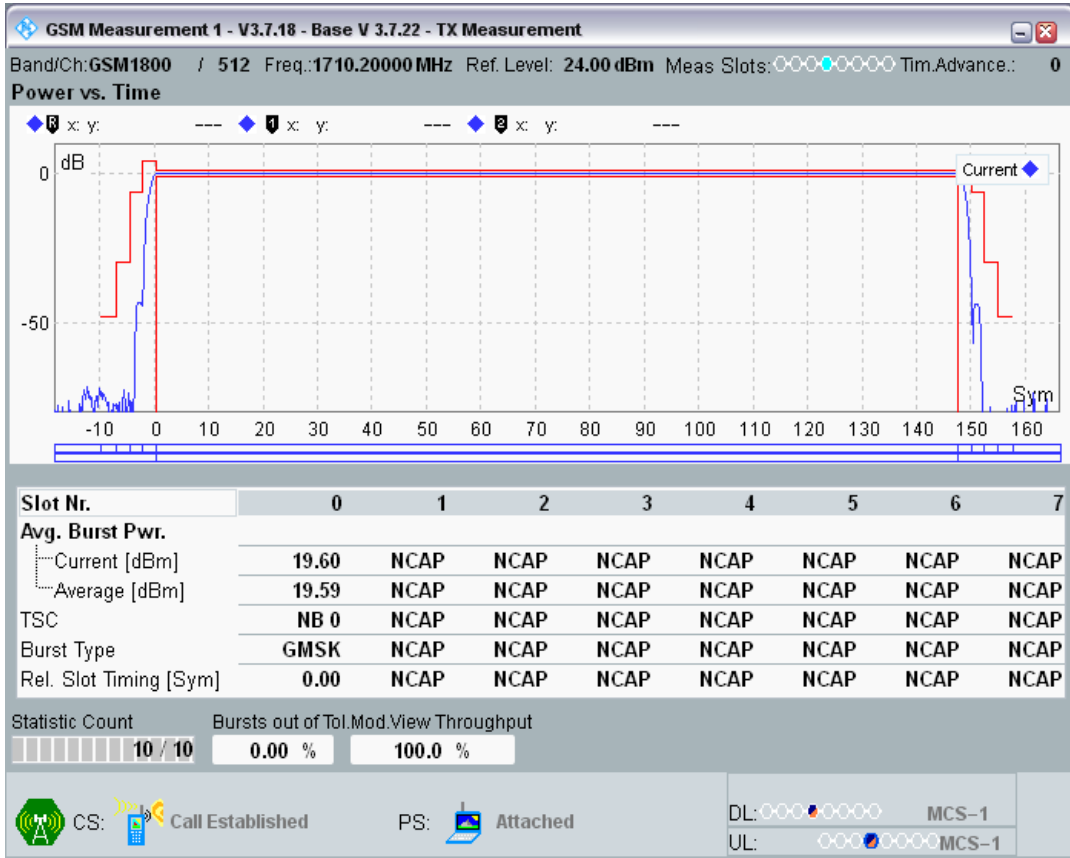 GSM Measurement 1 - V3.7.18 - Base V 3.7.22 - TX Measurement
Band/Ch:GSM1800 / 512 Freq.:1710.20000 MHz Ref. Level: 24.00 dBm Meas Slots: Tim.Advance.: 0
Power vs. Time
R x: y: --- 1 x: y: --- 2 x: y: ---
dB
0
Current
-50
Sym
-10 0 10 20 30 40 50 60 70 80 90 100 110 120 130 140 150 160
Slot Nr. 0 1 2 3 4 5 6 7
Avg. Burst Pwr.
Current [dBm] 19.60 NCAP NCAP NCAP NCAP NCAP NCAP NCAP
Average [dBm] 19.59 NCAP NCAP NCAP NCAP NCAP NCAP NCAP
TSC NB 0 NCAP NCAP NCAP NCAP NCAP NCAP NCAP
Burst Type GMSK NCAP NCAP NCAP NCAP NCAP NCAP NCAP
Rel. Slot Timing [Sym] 0.00 NCAP NCAP NCAP NCAP NCAP NCAP NCAP
Statistic Count Bursts out of Tol.Mod.View Throughput
10 / 10 0.00 % 100.0 %
CS: Call Established PS: Attached
DL: MCS-1
UL: MCS-1